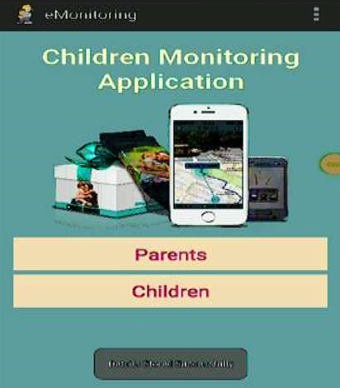 eMonitoring
Children Monitoring
Application
Parents
Children